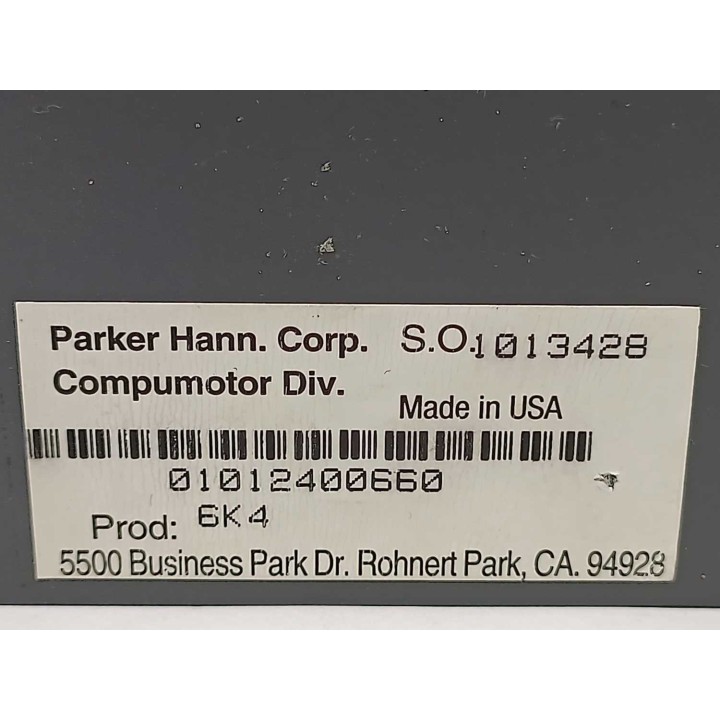 Parker Hann. Corp. S.O. 1013428
Compumotor Div.
Made in USA
01012400660
Prod: 6K4
5500 Business Park Dr. Rohnert Park, CA. 94928